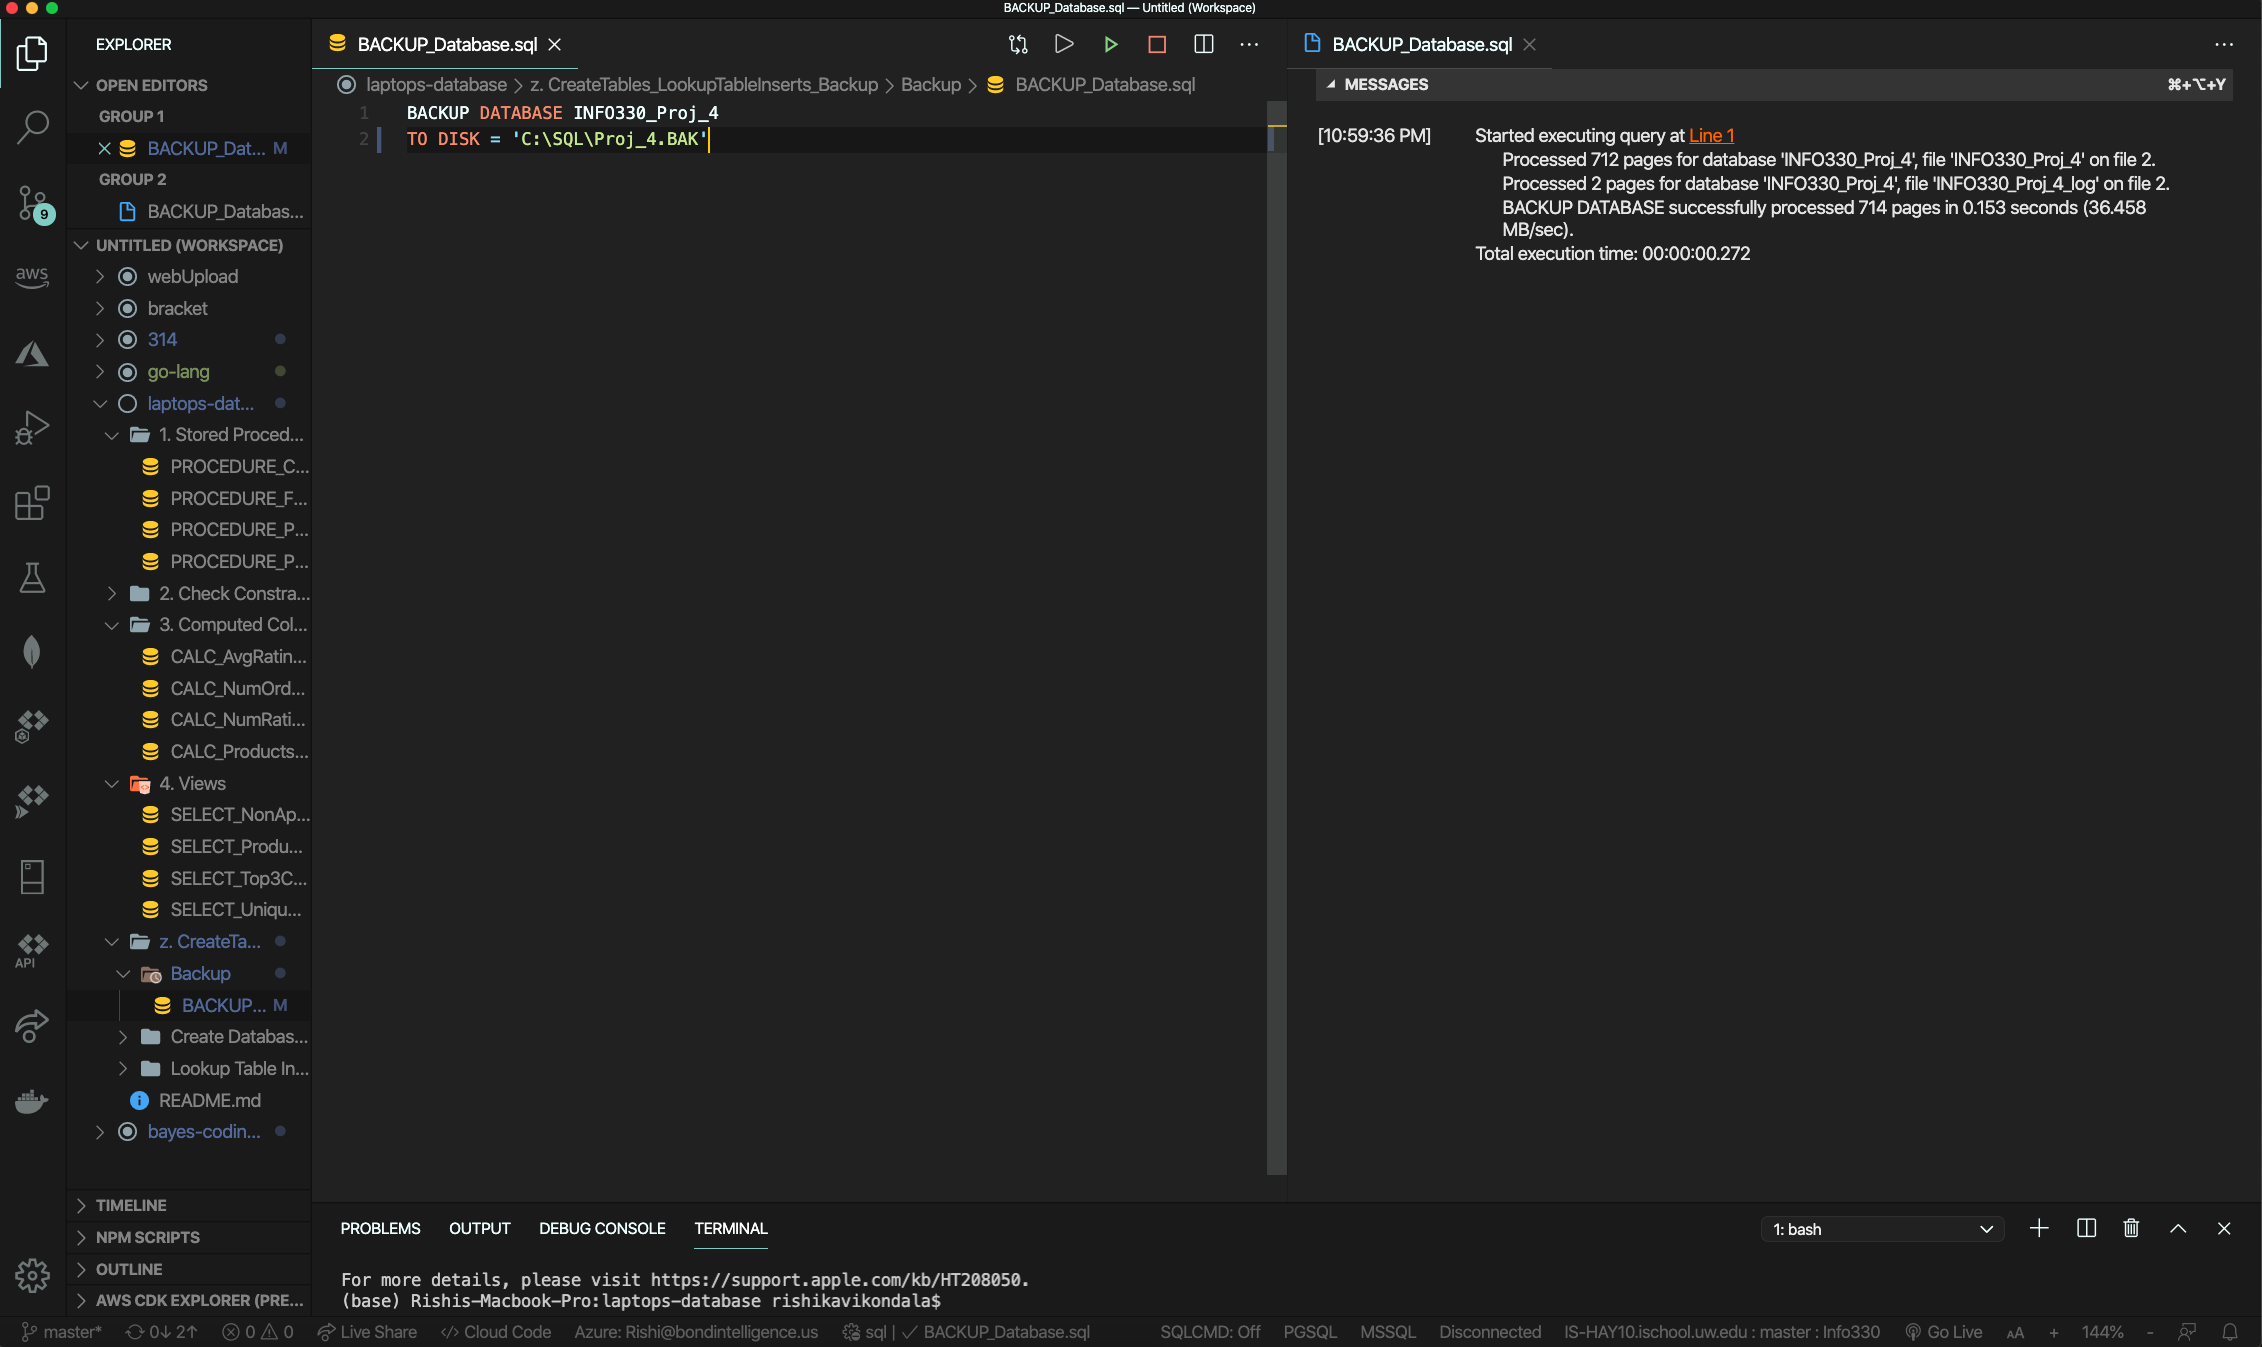 BACKUP_Database.sql — Untitled (Workspace)
EXPLORER
OPEN EDITORS
GROUP 1
BACKUP_Dat... M
GROUP 2
BACKUP_Databas...
UNTITLED (WORKSPACE)
webUpload
bracket
314
go-lang
laptops-dat...
1. Stored Proced...
PROCEDURE_C...
PROCEDURE_F...
PROCEDURE_P...
PROCEDURE_P...
2. Check Constra...
3. Computed Col...
CALC_AvgRatin...
CALC_NumOrd...
CALC_NumRati...
CALC_Products...
4. Views
SELECT_NonAp...
SELECT_Produ...
SELECT_Top3C...
SELECT_Uniqu...
z. CreateTa...
Backup
BACKUP... M
Create Databas...
Lookup Table In...
README.md
bayes-codin...
TIMELINE
NPM SCRIPTS
OUTLINE
AWS CDK EXPLORER (PRE...
9
aws
API
BACKUP_Database.sql
laptops-database > z. CreateTables_LookupTableInserts_Backup > Backup > BACKUP_Database.sql
1 BACKUP DATABASE INFO330_Proj_4
2 TO DISK = 'C:\SQL\Proj_4.BAK'
BACKUP_Database.sql
MESSAGES ⌘+⌥+Y
[10:59:36 PM] Started executing query at Line 1
Processed 712 pages for database 'INFO330_Proj_4', file 'INFO330_Proj_4' on file 2.
Processed 2 pages for database 'INFO330_Proj_4', file 'INFO330_Proj_4_log' on file 2.
BACKUP DATABASE successfully processed 714 pages in 0.153 seconds (36.458
MB/sec).
Total execution time: 00:00:00.272
PROBLEMS OUTPUT DEBUG CONSOLE TERMINAL 1: bash
For more details, please visit https://support.apple.com/kb/HT208050.
(base) Rishis-Macbook-Pro:laptops-database rishikavikondala$
master* 0↓ 2↑ 0 0 Live Share Cloud Code Azure: Rishi@bondintelligence.us sql | ✓ BACKUP_Database.sql SQLCMD: Off PGSQL MSSQL Disconnected IS-HAY10.ischool.uw.edu : master : Info330 Go Live AA + 144% -